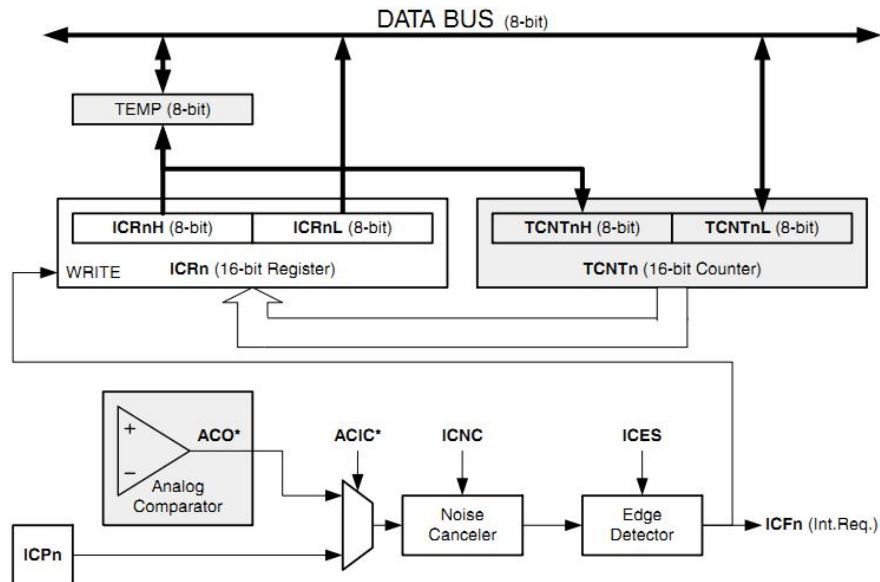 DATA BUS (8-bit)
TEMP (8-bit)
ICRnH (8-bit) ICRnL (8-bit) TCNTnH (8-bit) TCNTnL (8-bit)
WRITE ICRn (16-bit Register) TCNTn (16-bit Counter)
+ ACO* ACIC* ICNC ICES
−
Analog
Comparator
Noise
Canceler
Edge
Detector
ICFn (Int.Req.)
ICPn